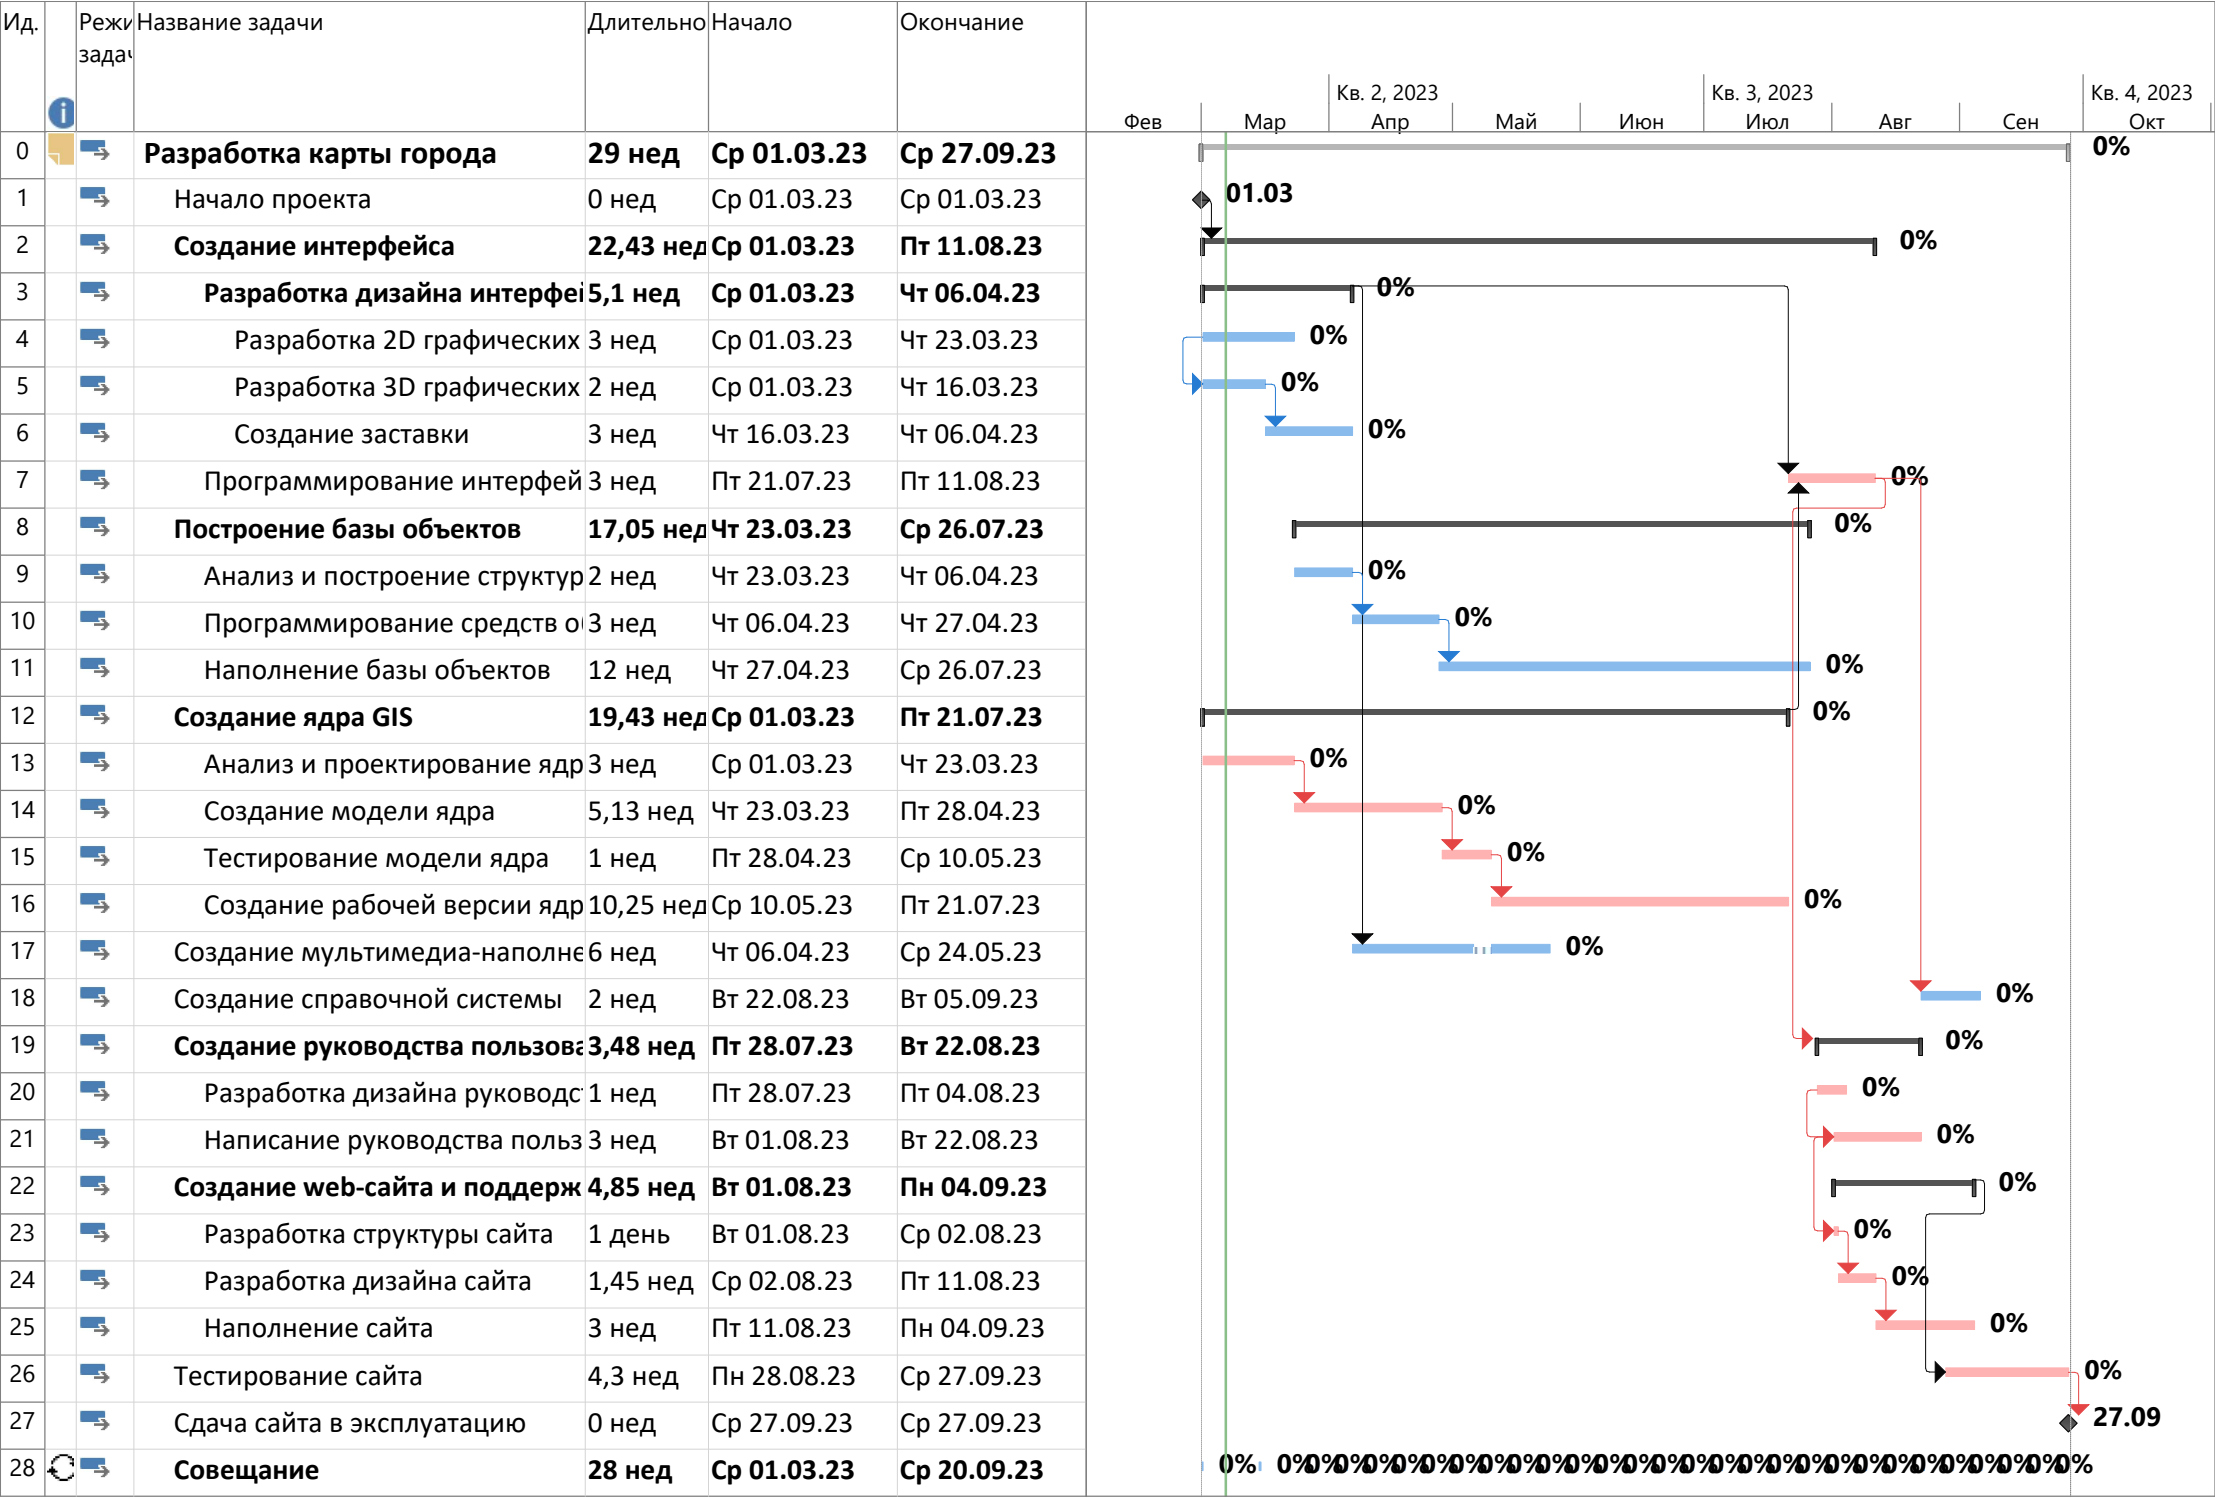 Ид.
Режи
задач
Название задачи
Длительно
Начало
Окончание
Кв. 2, 2023
Кв. 3, 2023
Кв. 4, 2023
Фев Мар Апр Май Июн Июл Авг Сен Окт
0 Разработка карты города 29 нед Ср 01.03.23 Ср 27.09.23 0%
1 Начало проекта 0 нед Ср 01.03.23 Ср 01.03.23 01.03
2 Создание интерфейса 22,43 нед Ср 01.03.23 Пт 11.08.23 0%
3 Разработка дизайна интерфей 5,1 нед Ср 01.03.23 Чт 06.04.23 0%
4 Разработка 2D графических 3 нед Ср 01.03.23 Чт 23.03.23 0%
5 Разработка 3D графических 2 нед Ср 01.03.23 Чт 16.03.23 0%
6 Создание заставки 3 нед Чт 16.03.23 Чт 06.04.23 0%
7 Программирование интерфей 3 нед Пт 21.07.23 Пт 11.08.23 0%
8 Построение базы объектов 17,05 нед Чт 23.03.23 Ср 26.07.23 0%
9 Анализ и построение структур 2 нед Чт 23.03.23 Чт 06.04.23 0%
10 Программирование средств о 3 нед Чт 06.04.23 Чт 27.04.23 0%
11 Наполнение базы объектов 12 нед Чт 27.04.23 Ср 26.07.23 0%
12 Создание ядра GIS 19,43 нед Ср 01.03.23 Пт 21.07.23 0%
13 Анализ и проектирование ядр 3 нед Ср 01.03.23 Чт 23.03.23 0%
14 Создание модели ядра 5,13 нед Чт 23.03.23 Пт 28.04.23 0%
15 Тестирование модели ядра 1 нед Пт 28.04.23 Ср 10.05.23 0%
16 Создание рабочей версии ядр 10,25 нед Ср 10.05.23 Пт 21.07.23 0%
17 Создание мультимедиа-наполне 6 нед Чт 06.04.23 Ср 24.05.23 0%
18 Создание справочной системы 2 нед Вт 22.08.23 Вт 05.09.23 0%
19 Создание руководства пользова 3,48 нед Пт 28.07.23 Вт 22.08.23 0%
20 Разработка дизайна руководст 1 нед Пт 28.07.23 Пт 04.08.23 0%
21 Написание руководства польз 3 нед Вт 01.08.23 Вт 22.08.23 0%
22 Создание web-сайта и поддерж 4,85 нед Вт 01.08.23 Пн 04.09.23 0%
23 Разработка структуры сайта 1 день Вт 01.08.23 Ср 02.08.23 0%
24 Разработка дизайна сайта 1,45 нед Ср 02.08.23 Пт 11.08.23 0%
25 Наполнение сайта 3 нед Пт 11.08.23 Пн 04.09.23 0%
26 Тестирование сайта 4,3 нед Пн 28.08.23 Ср 27.09.23 0%
27 Сдача сайта в эксплуатацию 0 нед Ср 27.09.23 Ср 27.09.23 27.09
28 Совещание 28 нед Ср 01.03.23 Ср 20.09.23 0%